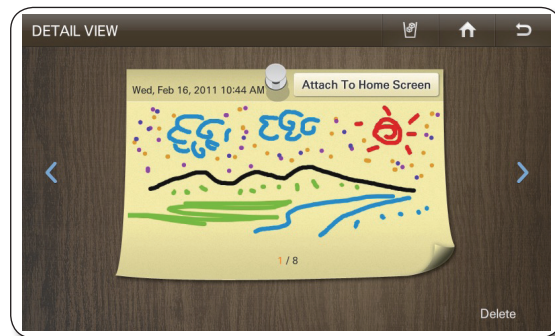 DETAIL VIEW
Wed, Feb 16, 2011 10:44 AM
Attach To Home Screen
1 / 8
Delete